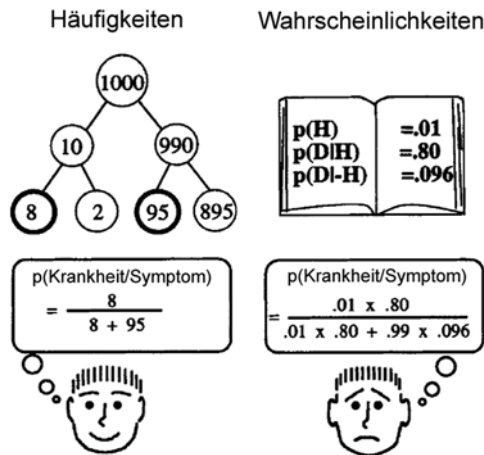 Häufigkeiten
1000
10
990
8
2
95
895
p(Krankheit/Symptom)
= 8
8 + 95
Wahrscheinlichkeiten
p(H) =.01
p(D|H) =.80
p(D|-H) =.096
p(Krankheit/Symptom)
= .01 x .80
.01 x .80 + .99 x .096